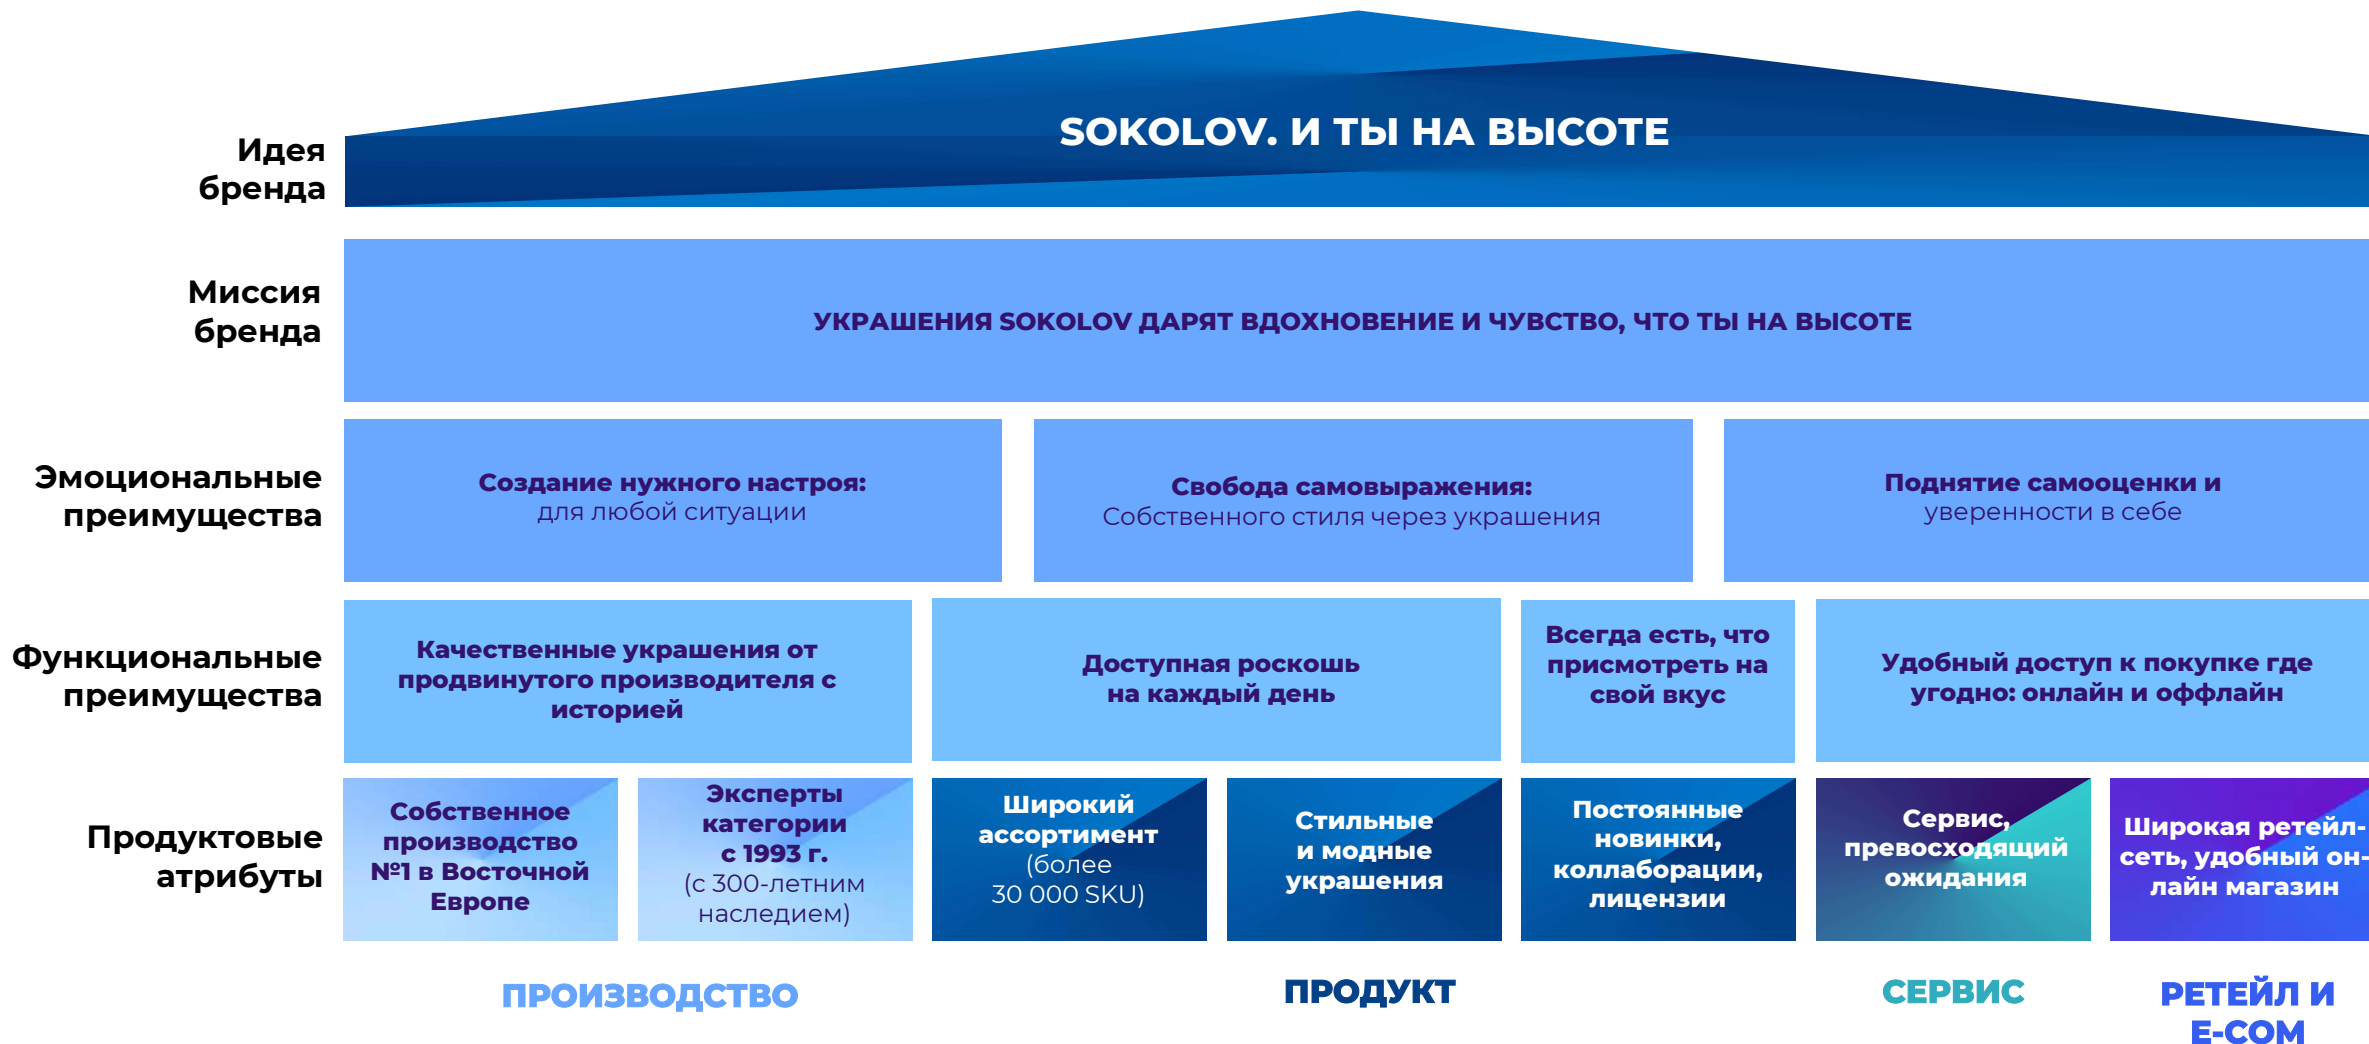 SOKOLOV. И ТЫ НА ВЫСОТЕ
Идея
бренда
Миссия
бренда
УКРАШЕНИЯ SOKOLOV ДАРЯТ ВДОХНОВЕНИЕ И ЧУВСТВО, ЧТО ТЫ НА ВЫСОТЕ
Эмоциональные
преимущества
Создание нужного настроя:
для любой ситуации
Свобода самовыражения:
Собственного стиля через украшения
Поднятие самооценки и
уверенности в себе
Функциональные
преимущества
Качественные украшения от
продвинутого производителя с
историей
Доступная роскошь
на каждый день
Всегда есть, что
присмотреть на
свой вкус
Удобный доступ к покупке где
угодно: онлайн и оффлайн
Продуктовые
атрибуты
Собственное
производство
№1 в Восточной
Европе
Эксперты
категории
с 1993 г.
(с 300-летним
наследием)
Широкий
ассортимент
(более
30 000 SKU)
Стильные
и модные
украшения
Постоянные
новинки,
коллаборации,
лицензии
Сервис,
превосходящий
ожидания
Широкая ретейл-
сеть, удобный он-
лайн магазин
ПРОИЗВОДСТВО
ПРОДУКТ
СЕРВИС
РЕТЕЙЛ И
E-COM